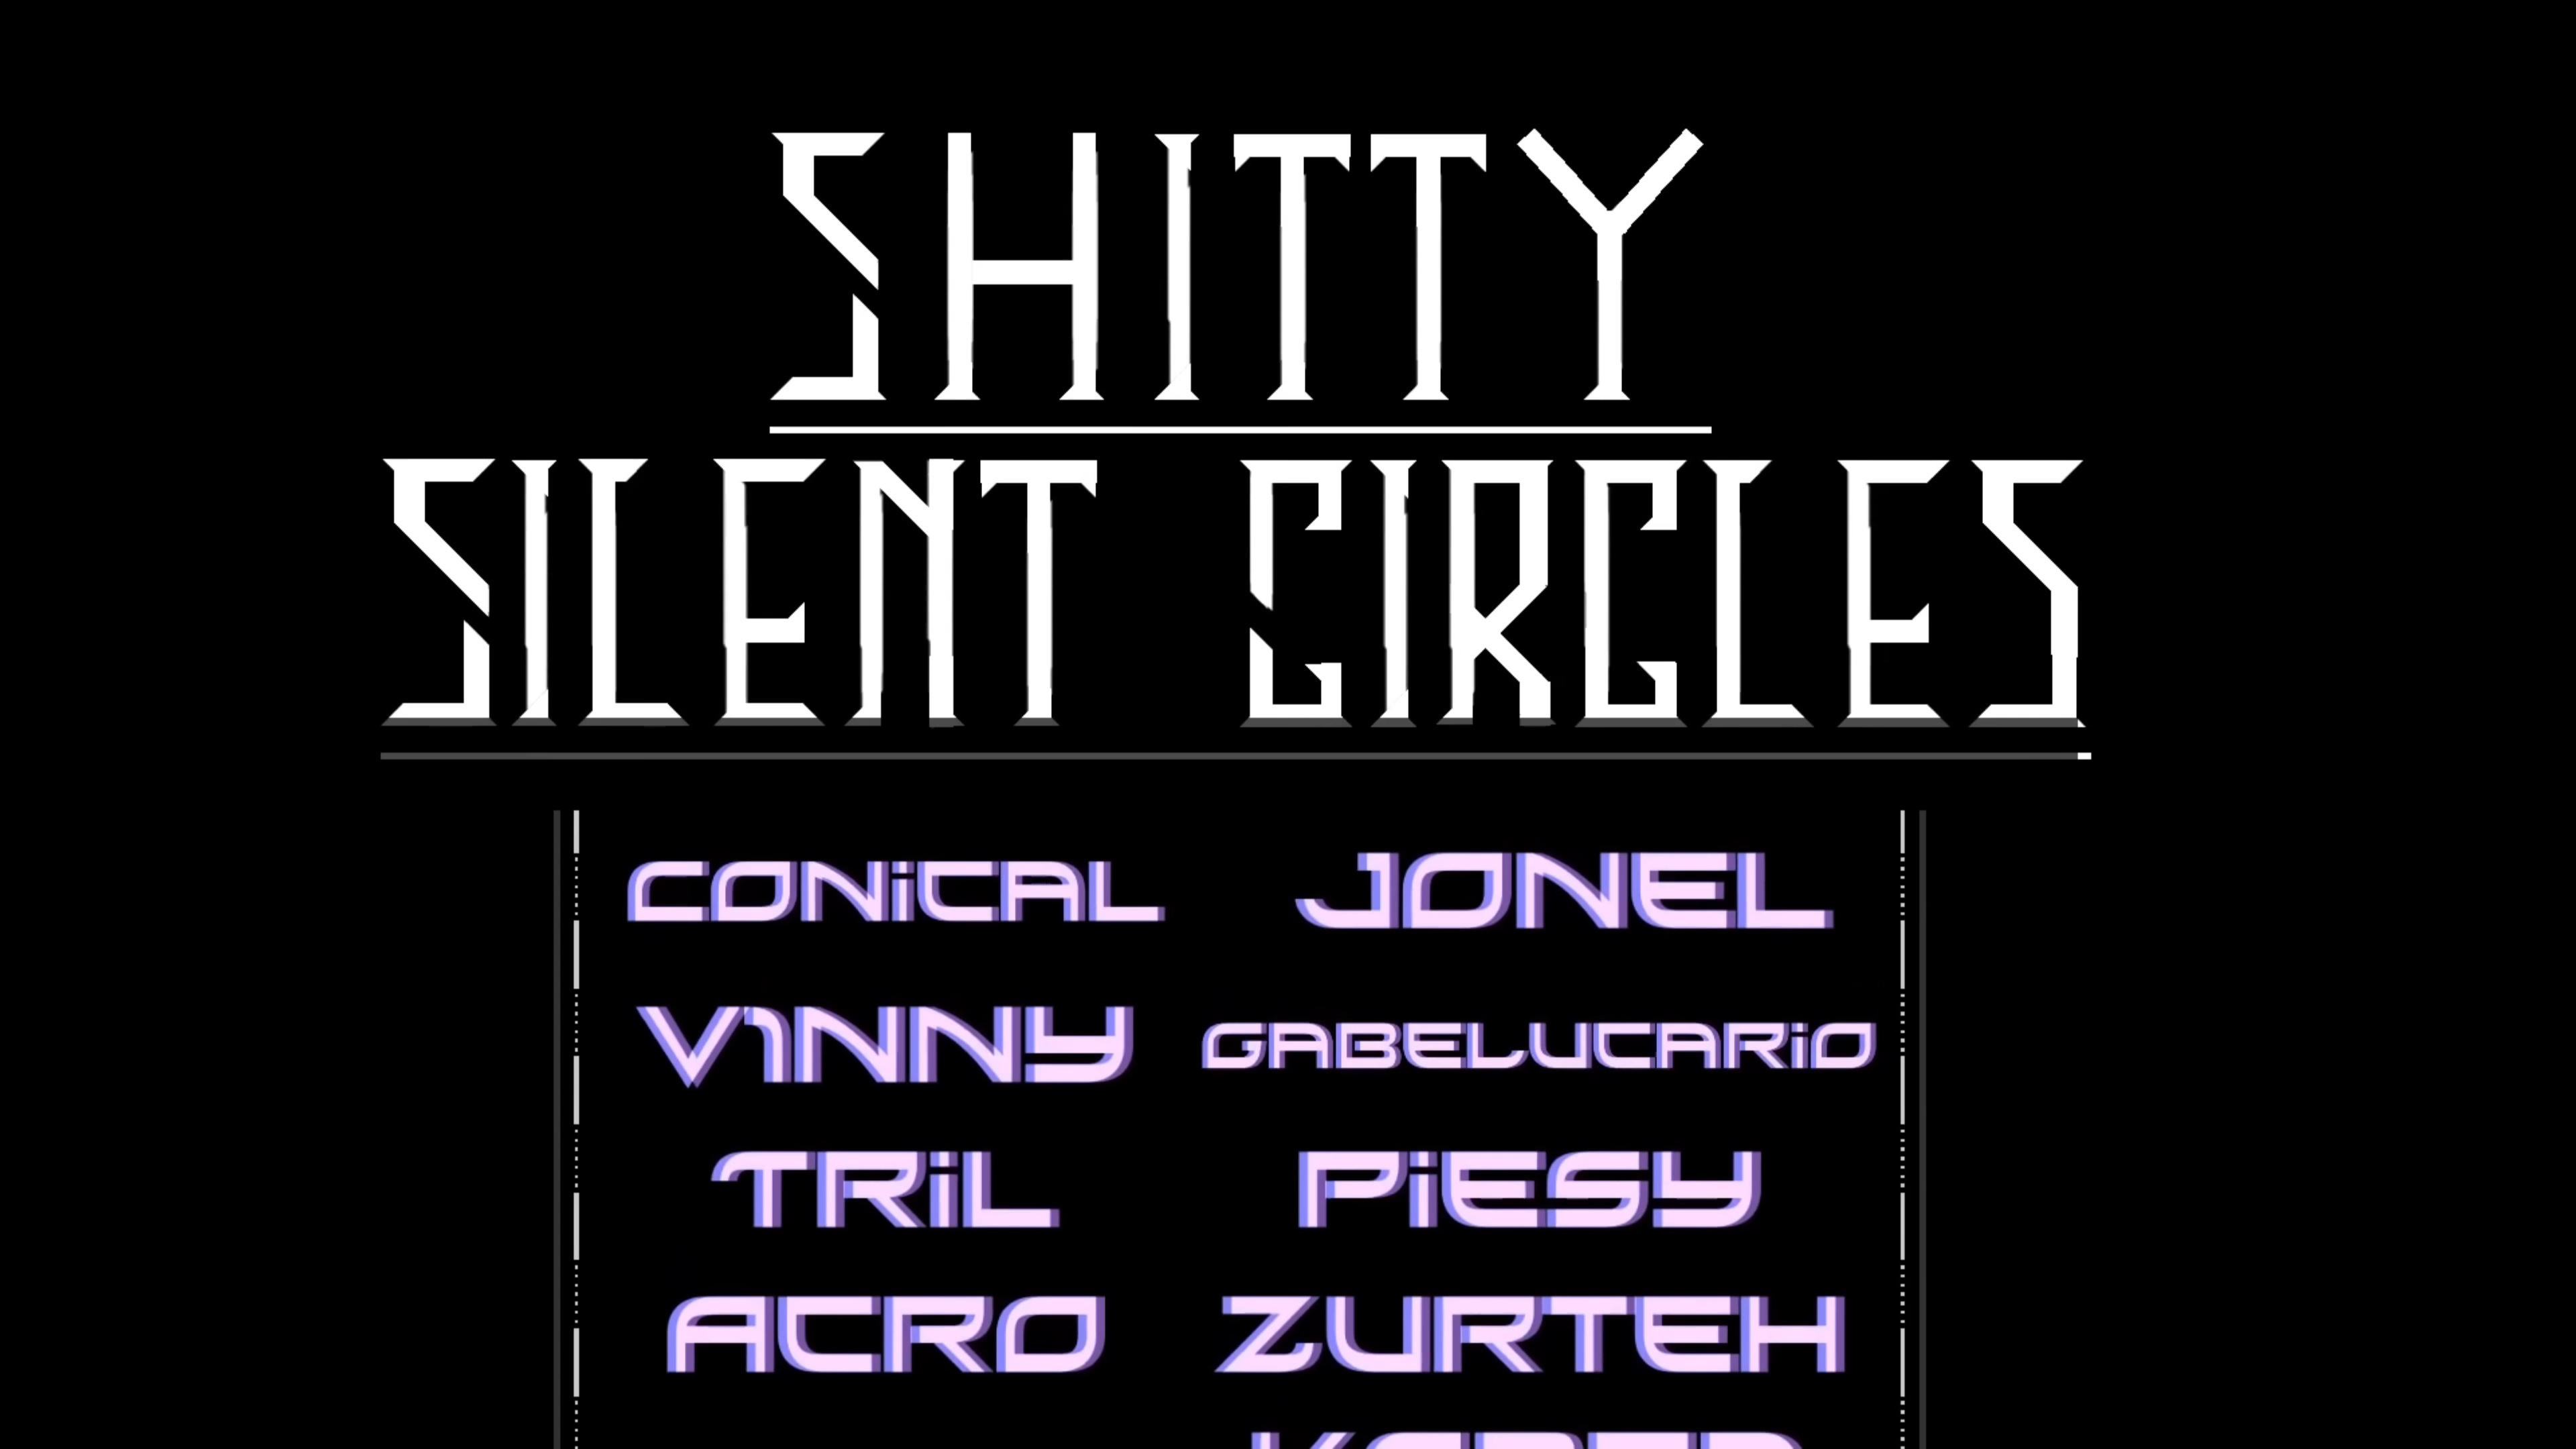 SHITTY
SILENT CIRCLES
CONiCAL JONEL
V1NNY GABELUCARiO
TRiL PiESY
ACRO ZURTEH